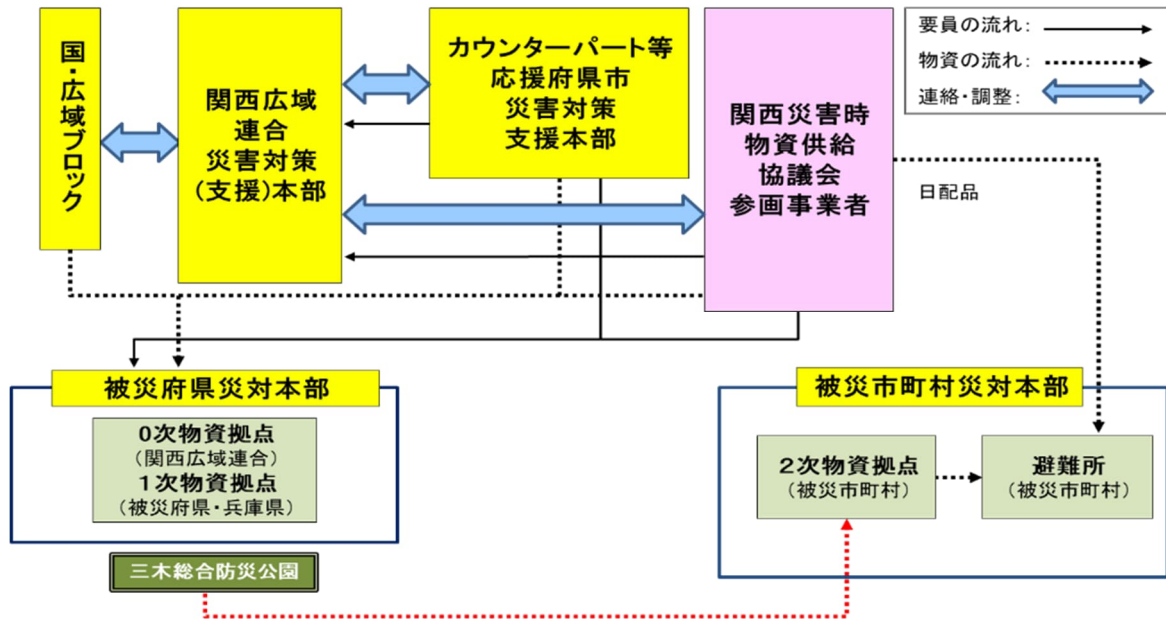 国・広域ブロック
関西広域
連合
災害対策
(支援)本部
カウンターパート等
応援府県市
災害対策
支援本部
関西災害時
物資供給
協議会
参画事業者
要員の流れ:
物資の流れ:
連絡・調整:
日配品
被災府県災対本部
0次物資拠点
(関西広域連合)
1次物資拠点
(被災府県・兵庫県)
三木総合防災公園
被災市町村災対本部
2次物資拠点
(被災市町村)
避難所
(被災市町村)